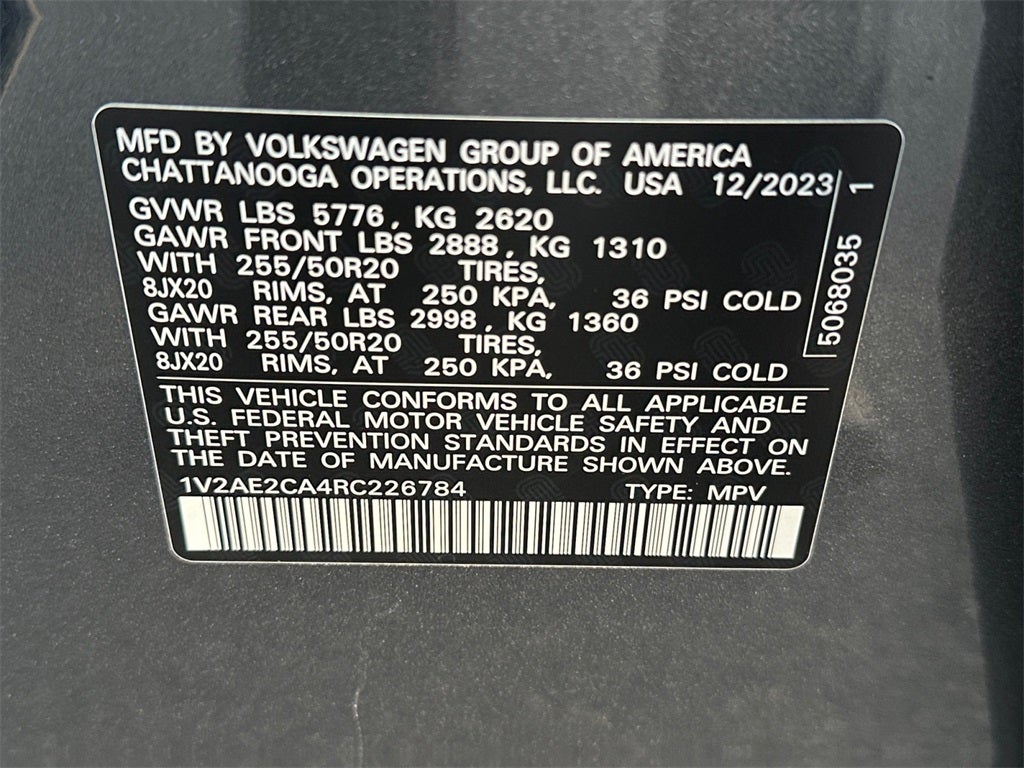 MFD BY VOLKSWAGEN GROUP OF AMERICA
CHATTANOOGA OPERATIONS, LLC. USA 12/2023
GVWR LBS 5776, KG 2620
GAWR FRONT LBS 2888, KG 1310
WITH 255/50R20 TIRES,
8JX20 RIMS, AT 250 KPA, 36 PSI COLD
GAWR REAR LBS 2998, KG 1360
WITH 255/50R20 TIRES,
8JX20 RIMS, AT 250 KPA, 36 PSI COLD
5068035 1
THIS VEHICLE CONFORMS TO ALL APPLICABLE
U.S. FEDERAL MOTOR VEHICLE SAFETY AND
THEFT PREVENTION STANDARDS IN EFFECT ON
THE DATE OF MANUFACTURE SHOWN ABOVE.
1V2AE2CA4RC226784 TYPE: MPV